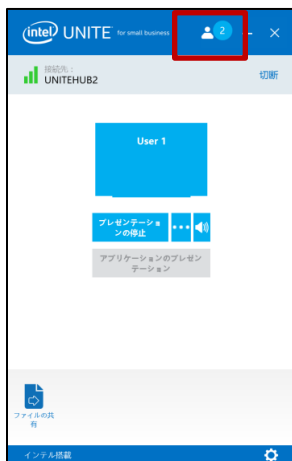 intel UNITE for small business 2
接続先：
UNITEHUB2
切断
User 1
プレゼンテーショ
ンの停止
アプリケーションのプレゼン
テーション
ファイルの共
有
インテル搭載